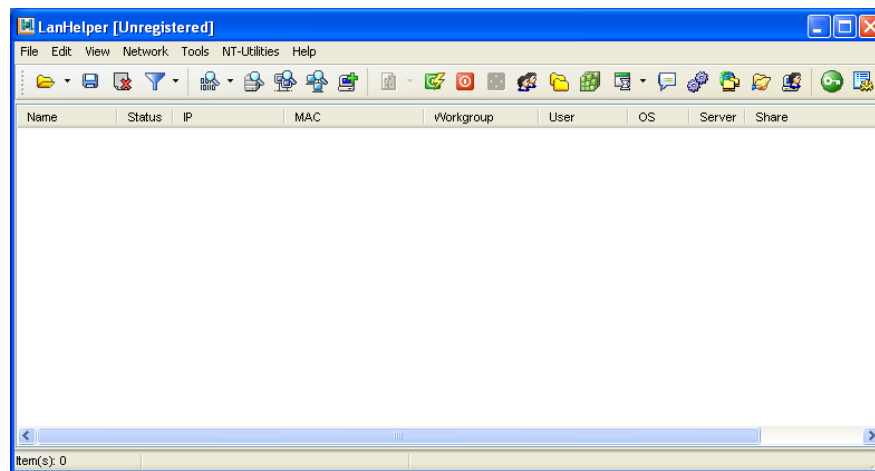 LanHelper [Unregistered]
File Edit View Network Tools NT-Utilities Help
Name Status IP MAC Workgroup User OS Server Share
Item(s): 0